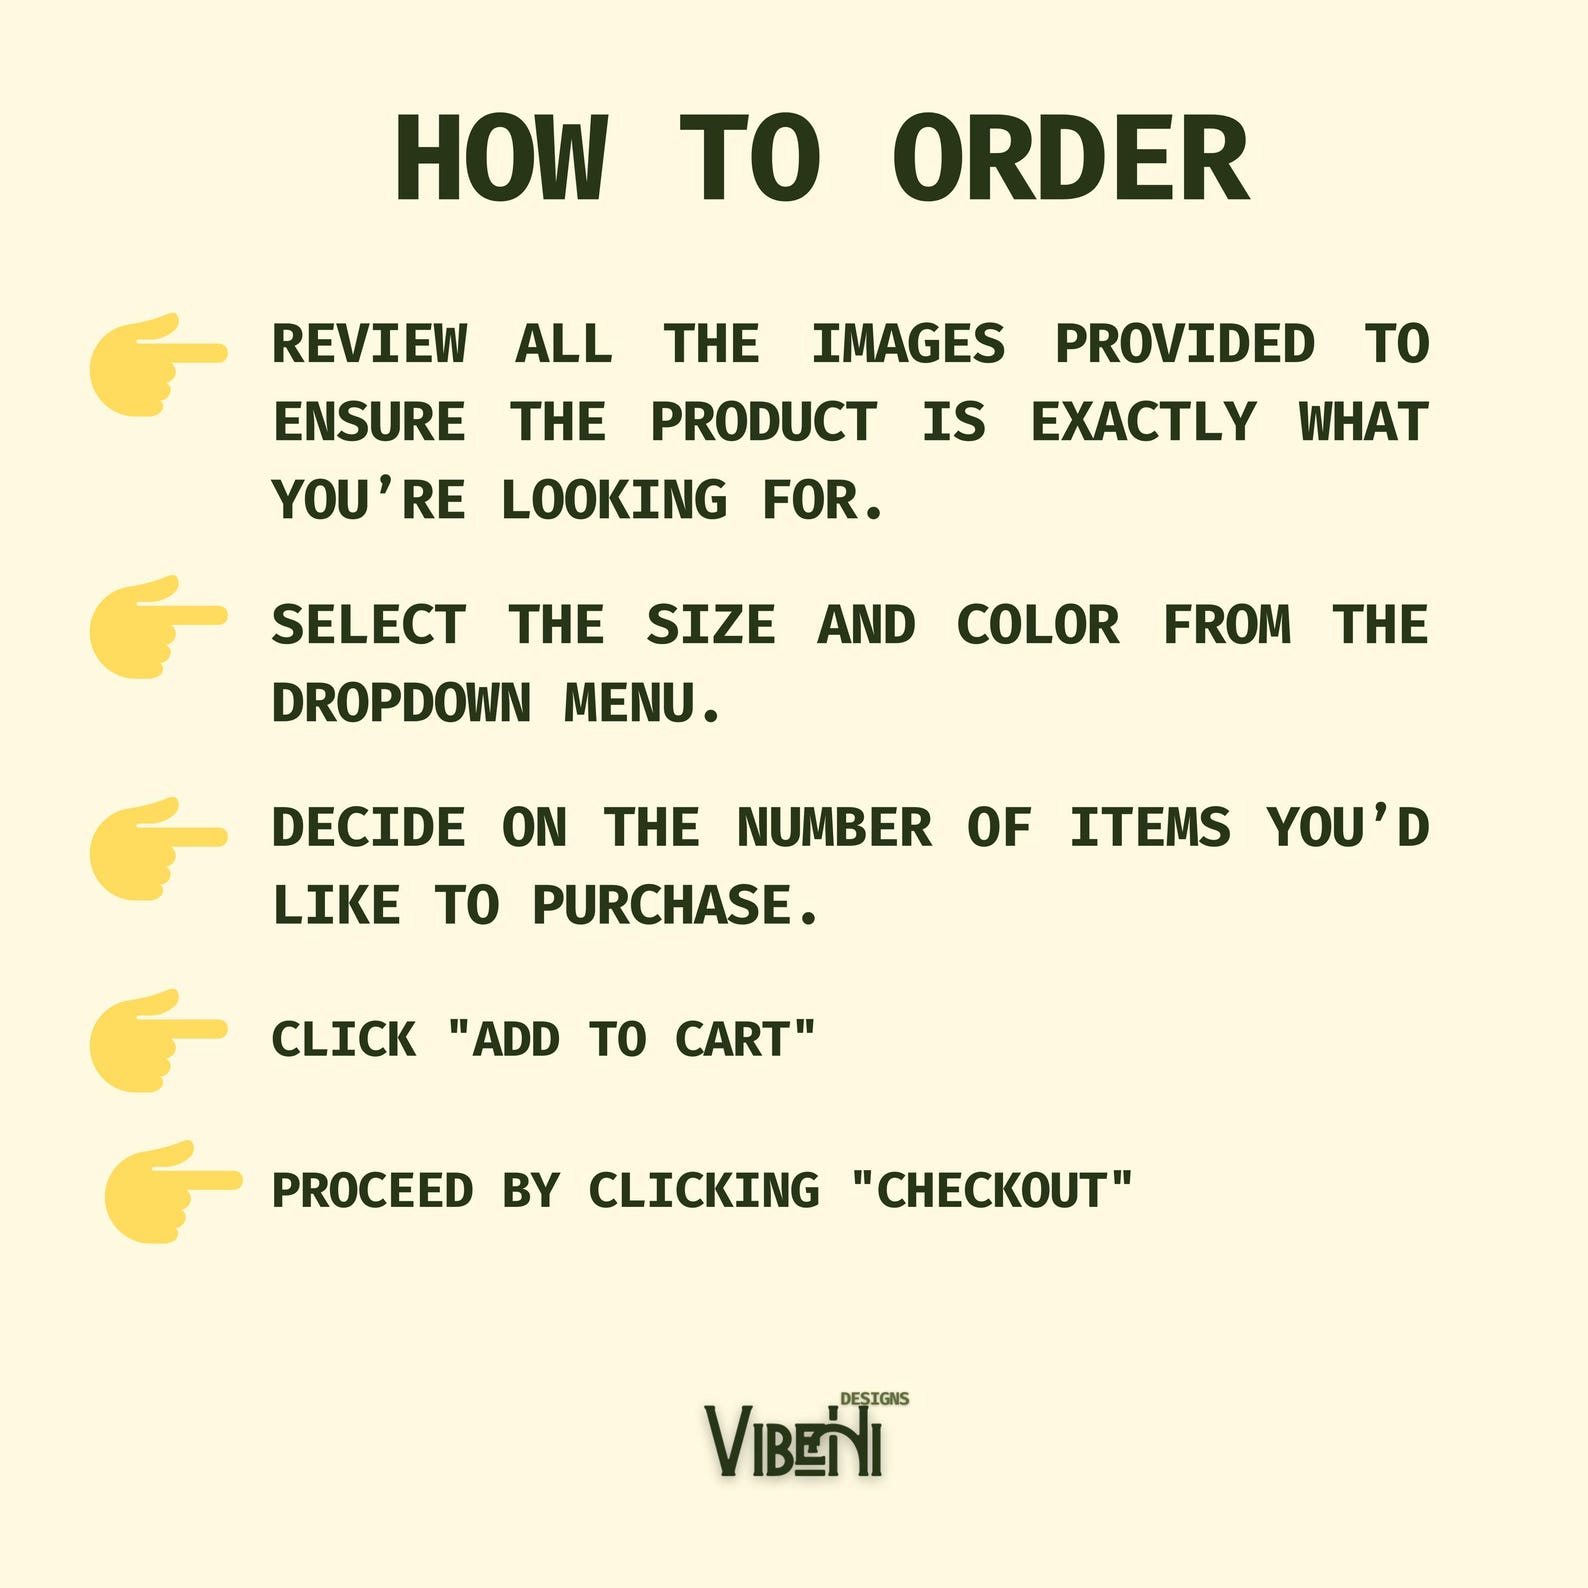 HOW TO ORDER
REVIEW ALL THE IMAGES PROVIDED TO
ENSURE THE PRODUCT IS EXACTLY WHAT
YOU’RE LOOKING FOR.
SELECT THE SIZE AND COLOR FROM THE
DROPDOWN MENU.
DECIDE ON THE NUMBER OF ITEMS YOU’D
LIKE TO PURCHASE.
CLICK "ADD TO CART"
PROCEED BY CLICKING "CHECKOUT"
DESIGNS